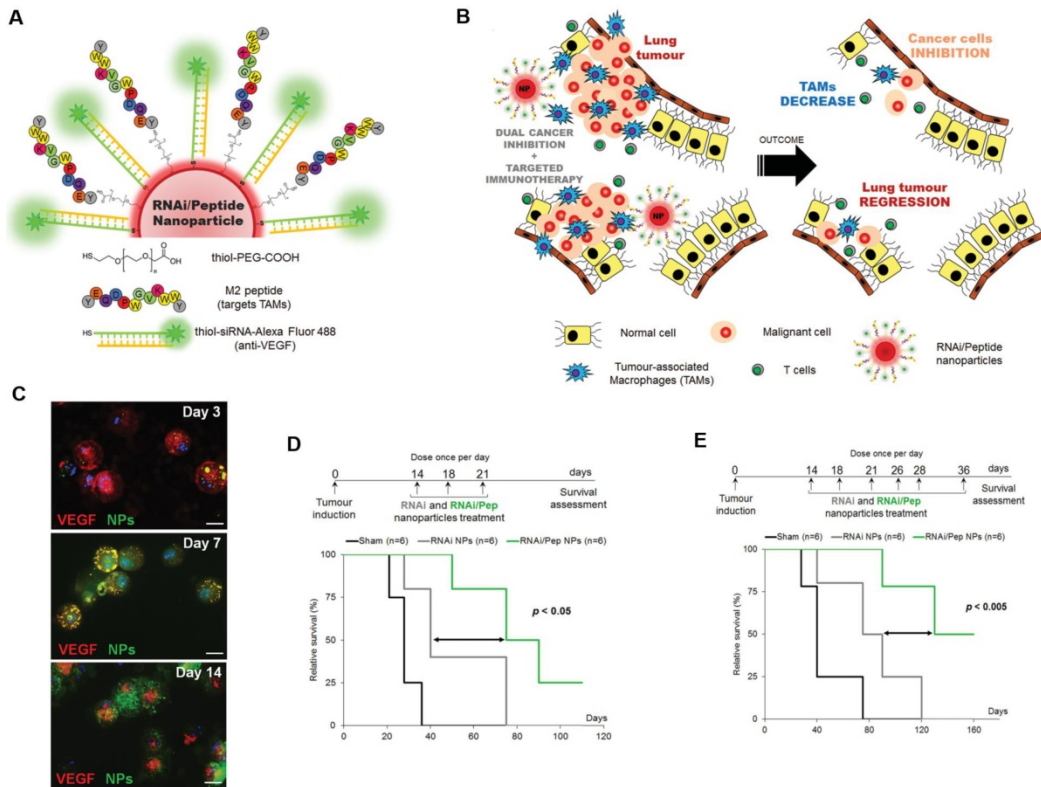 A
RNAi/Peptide
Nanoparticle
HS
O
O
n
O
OH
thiol-PEG-COOH
Y E Q D P W G V K W W Y
M2 peptide
(targets TAMs)
HS
thiol-siRNA-Alexa Fluor 488
(anti-VEGF)
B
Lung
tumour
NP
DUAL CANCER
INHIBITION
+
TARGETED
IMMUNOTHERAPY
NP
OUTCOME
Cancer cells
INHIBITION
TAMs
DECREASE
Lung tumour
REGRESSION
Normal cell
Malignant cell
Tumour-associated
Macrophages (TAMs)
T cells
RNAi/Peptide
nanoparticles
C
Day 3
VEGF NPs
Day 7
VEGF NPs
Day 14
VEGF NPs
D
Dose once per day
0 14 18 21 days
Tumour
induction
RNAi and RNAi/Pep
nanoparticles treatment
Survival
assessment
Sham (n=6) RNAi NPs (n=6) RNAi/Pep NPs (n=6)
Relative survival (%)
100
75
50
25
0
p < 0.05
Days
0 20 40 60 80 100 120
E
Dose once per day
0 14 18 21 26 28 36 days
Tumour
induction
RNAi and RNAi/Pep
nanoparticles treatment
Survival
assessment
Sham (n=6) RNAi NPs (n=6) RNAi/Pep NPs (n=6)
Relative survival (%)
100
75
50
25
0
p < 0.005
Days
0 40 80 120 160